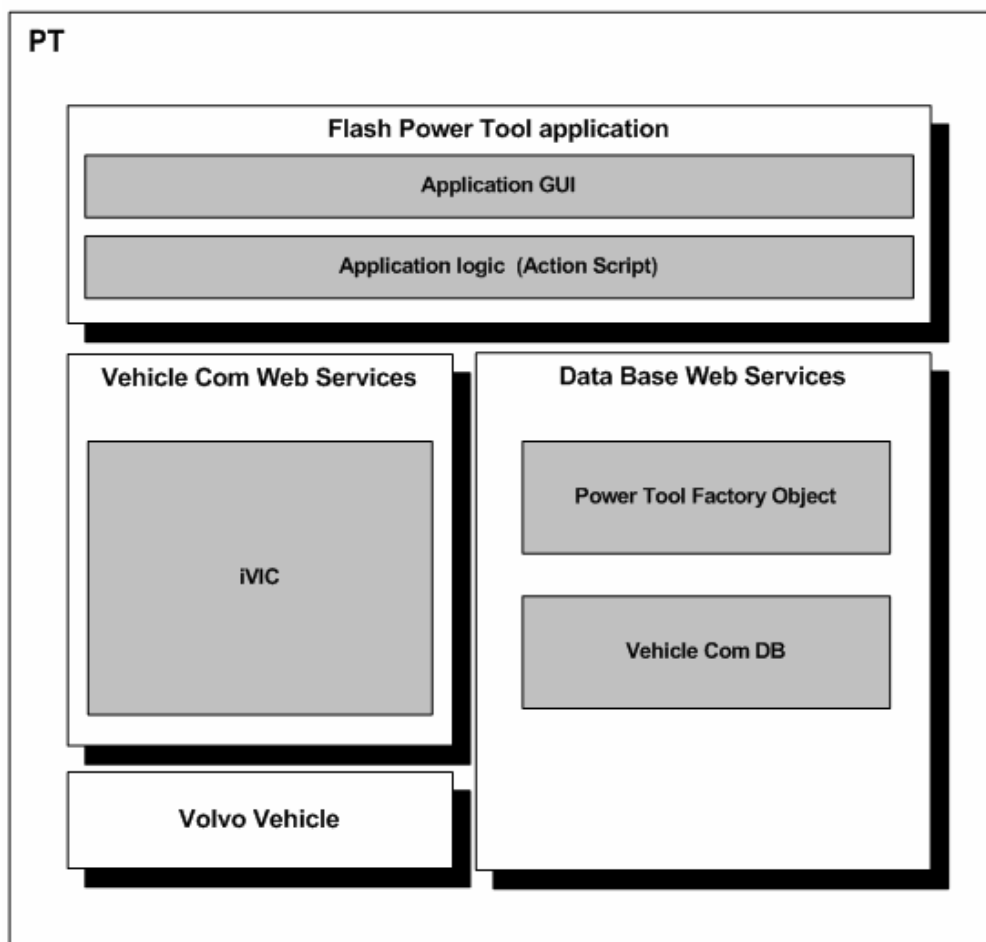 PT
Flash Power Tool application
Application GUI
Application logic  (Action Script)
Vehicle Com Web Services
iVIC
Data Base Web Services
Power Tool Factory Object
Vehicle Com DB
Volvo Vehicle